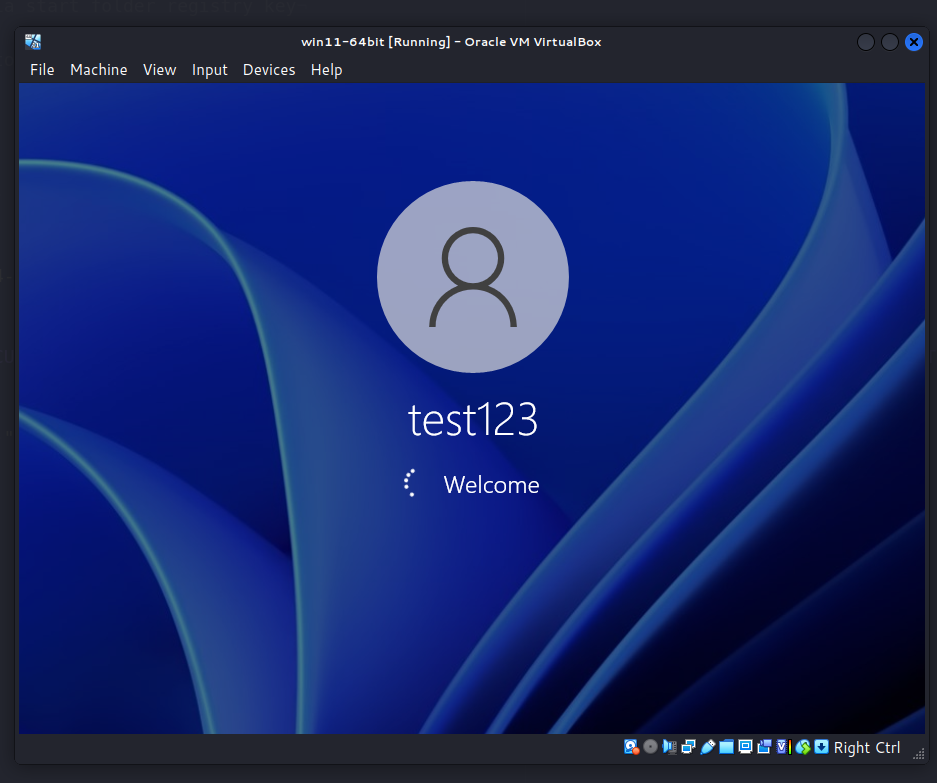 win11-64bit [Running] - Oracle VM VirtualBox
File Machine View Input Devices Help
test123
Welcome
Right Ctrl